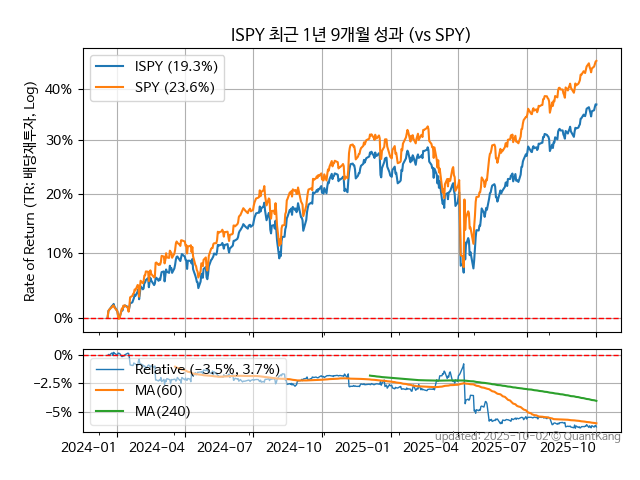 ISPY 최근 1년 9개월 성과 (vs SPY)
Rate of Return (TR: 배당재투자, Log)
ISPY (19.3%)
SPY (23.6%)
40%
30%
20%
10%
0%
0%
−2.5%
−5%
Relative (−3.5%, 3.7%)
MA(60)
MA(240)
2024−01
2024−04
2024−07
2024−10
2025−01
2025−04
2025−07
2025−10
updated: 2025-10-02 © QuantKang